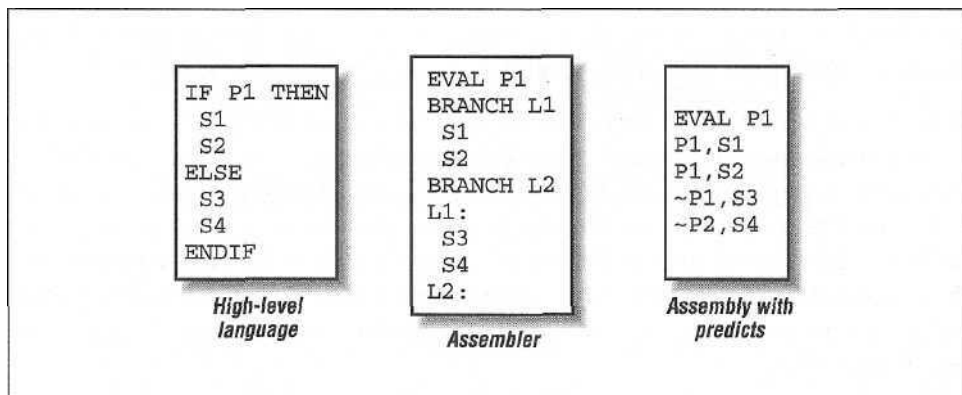 IF P1 THEN
S1
S2
ELSE
S3
S4
ENDIF
High-level
language
EVAL P1
BRANCH L1
S1
S2
BRANCH L2
L1:
S3
S4
L2:
Assembler
EVAL P1
P1,S1
P1,S2
~P1,S3
~P2,S4
Assembly with
predicts